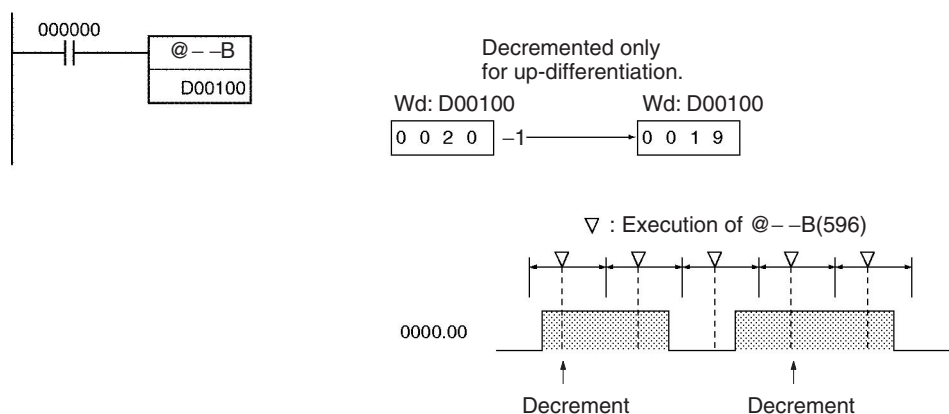 000000
@– –B
D00100
Decremented only
for up-differentiation.
Wd: D00100 Wd: D00100
0 0 2 0 –1 0 0 1 9
▽ : Execution of @– –B(596)
0000.00
Decrement Decrement